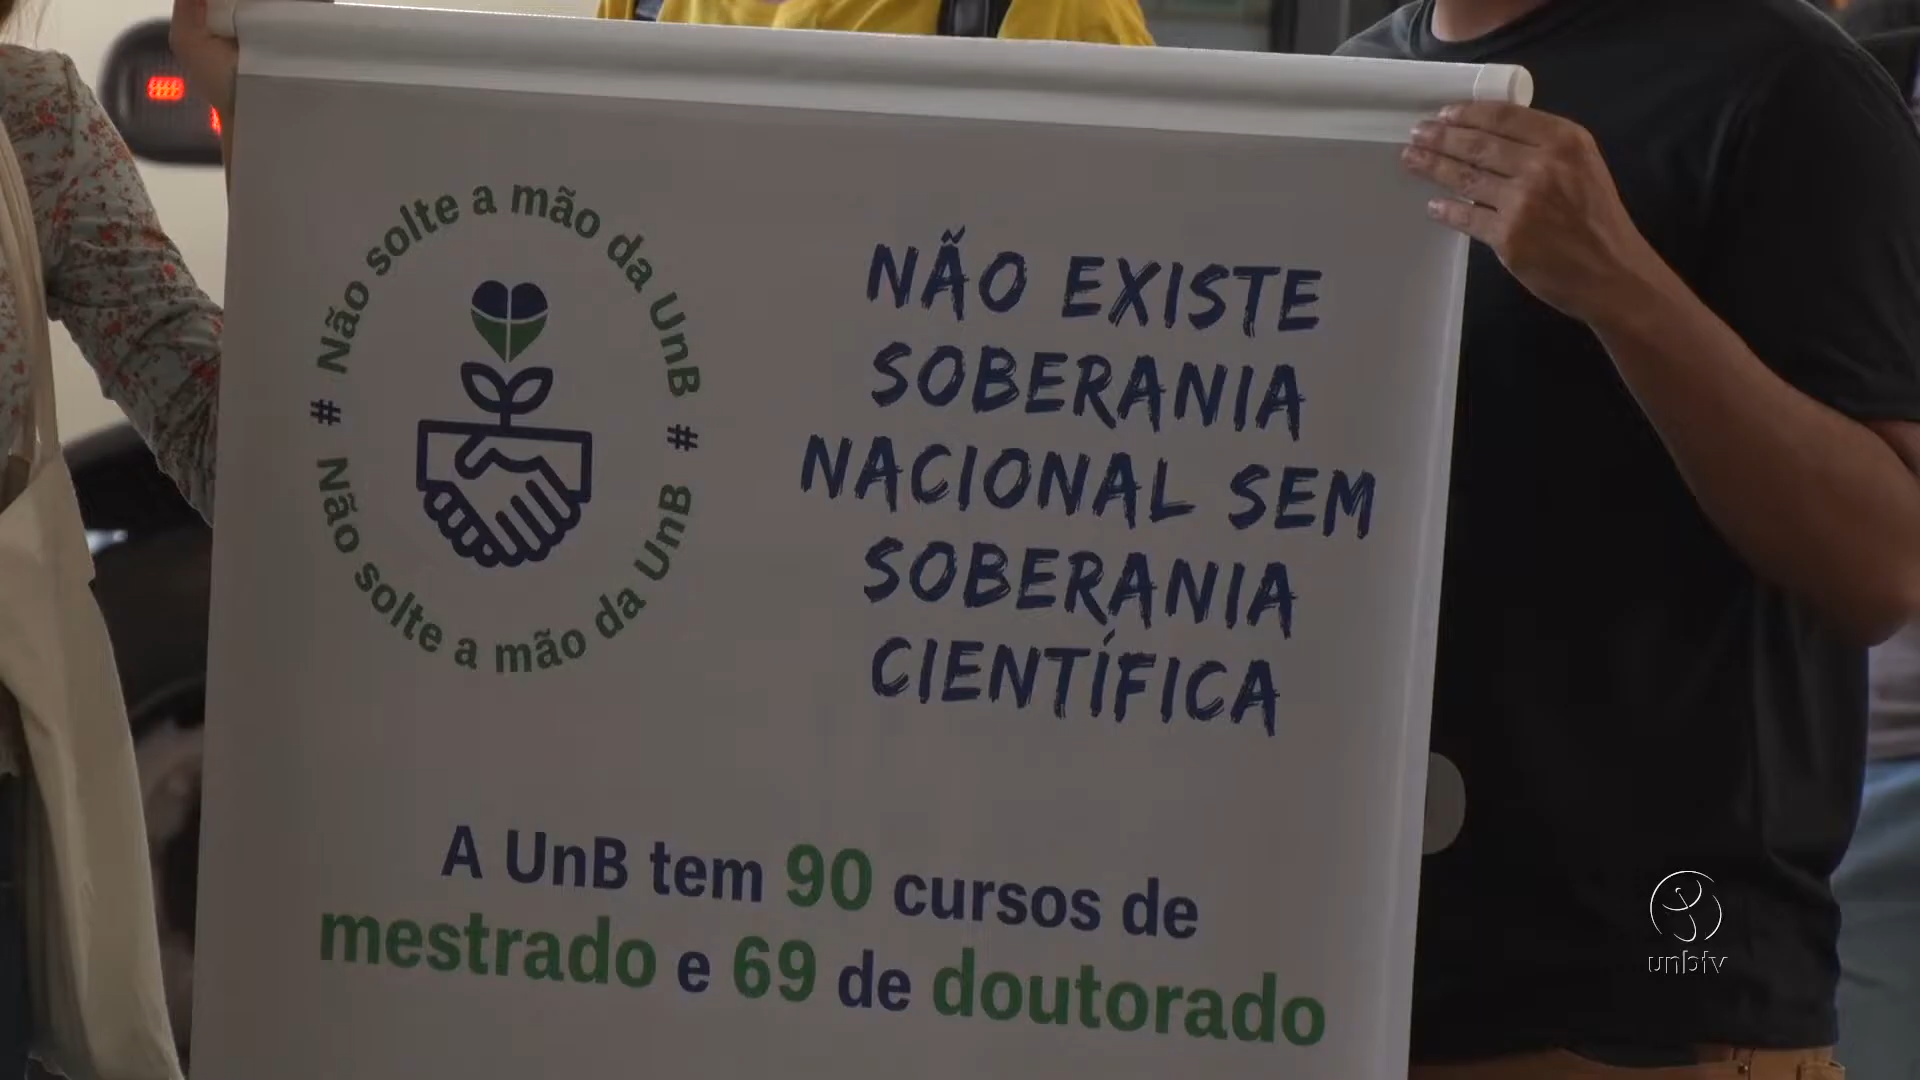 # Não solte a mão da UnB #
Não solte a mão da UnB
NÃO EXISTE
SOBERANIA
NACIONAL SEM
SOBERANIA
CIENTÍFICA
A UnB tem 90 cursos de
mestrado e 69 de doutorado
unbtv